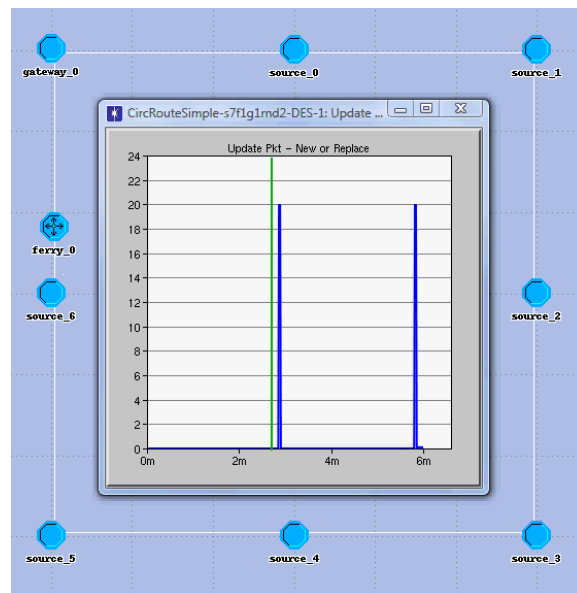 gateway_0
source_0
source_1
CircRouteSimple-s7f1g1rnd2-DES-1: Update ...
Update Pkt - New or Replace
24
22
20
18
16
14
12
10
8
6
4
2
0
0m
2m
4m
6m
ferry_0
source_6
source_2
source_5
source_4
source_3